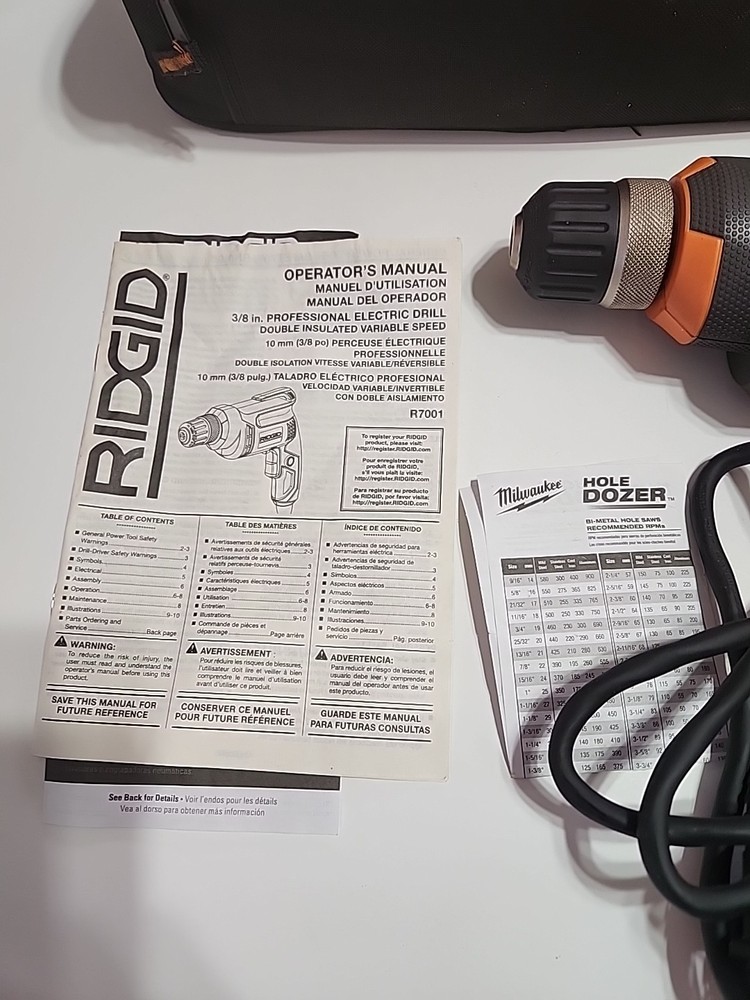 RIDGID®
OPERATOR'S MANUAL
MANUEL D'UTILISATION
MANUAL DEL OPERADOR
3/8 in. PROFESSIONAL ELECTRIC DRILL
DOUBLE INSULATED VARIABLE SPEED
10 mm (3/8 po) PERCEUSE ÉLECTRIQUE
PROFESSIONNELLE
DOUBLE ISOLATION VITESSE VARIABLE/RÉVERSIBLE
10 mm (3/8 pulg.) TALADRO ELÉCTRICO PROFESIONAL
VELOCIDAD VARIABLE/INVERTIBLE
CON DOBLE AISLAMIENTO
R7001
To register your RIDGID
product, please visit:
http://register.RIDGID.com
Pour enregistrer votre
produit de RIDGID,
s'il vous plaît la visite:
http://register.RIDGID.com
Para registrar su producto
de RIDGID, por favor visita:
http://register.RIDGID.com
TABLE OF CONTENTS
General Power Tool Safety
Warnings 2-3
Drill-Driver Safety Warnings 3
Symbols 4
Electrical 5
Assembly 6
Operation 6-8
Maintenance 8
Illustrations 9-10
Parts Ordering and
Service Back page
WARNING:
To reduce the risk of injury, the
user must read and understand the
operator's manual before using this
product.
SAVE THIS MANUAL FOR
FUTURE REFERENCE
TABLE DES MATIÈRES
Avertissements de sécurité générales
relatives aux outils électriques 2-3
Avertissements de sécurité
relatifs perceuse-tournevis 3
Symboles 4
Caractéristiques électriques 5
Assemblage 6
Utilisation 6-8
Entretien 8
Illustrations 9-10
Commande de pièces et
dépannage Page arrière
AVERTISSEMENT :
Pour réduire les risques de blessures,
l'utilisateur doit lire et veiller à bien
comprendre le manuel d'utilisation
avant d'utiliser ce produit.
CONSERVER CE MANUEL
POUR FUTURE RÉFÉRENCE
ÍNDICE DE CONTENIDO
Advertencias de seguridad para
herramientas eléctrica 2-3
Advertencias de seguridad de
taladro-destornillador 3
Símbolos 4
Aspectos eléctricos 5
Armado 6
Funcionamiento 6-8
Mantenimiento 8
Illustraciones 9-10
Pedidos de piezas y
servicio Pág. posterior
ADVERTENCIA:
Para reducir el riesgo de lesiones, el
usuario debe leer y comprender el
manual del operador antes de usar
este producto.
GUARDE ESTE MANUAL
PARA FUTURAS CONSULTAS
See Back for Details • Voir l'endos pour les détails
Vea al dorso para obtener más información
Milwaukee
HOLE
DOZER™
BI-METAL HOLE SAWS
RECOMMENDED RPMs